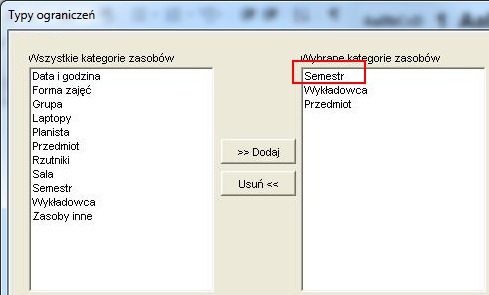 Typy ograniczeń
Wszystkie kategorie zasobów
Data i godzina
Forma zajęć
Grupa
Laptopy
Planista
Przedmiot
Rzutniki
Sala
Semestr
Wykładowca
Zasoby inne
>> Dodaj
Usuń <<
Wybrane kategorie zasobów
Semestr
Wykładowca
Przedmiot